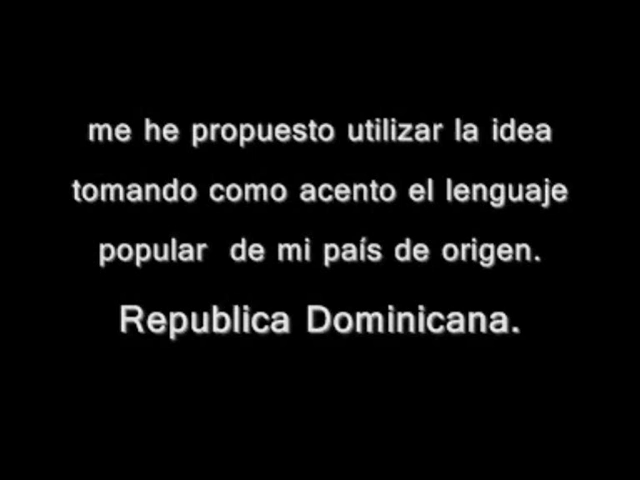 me he propuesto utilizar la idea
tomando como acento el lenguaje
popular  de mi país de origen.
Republica Dominicana.